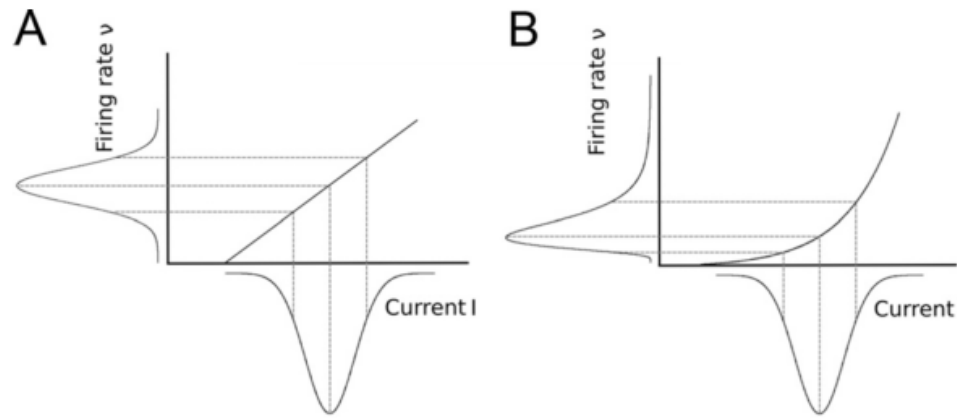 A
Firing rate ν
Current I
B
Firing rate ν
Current